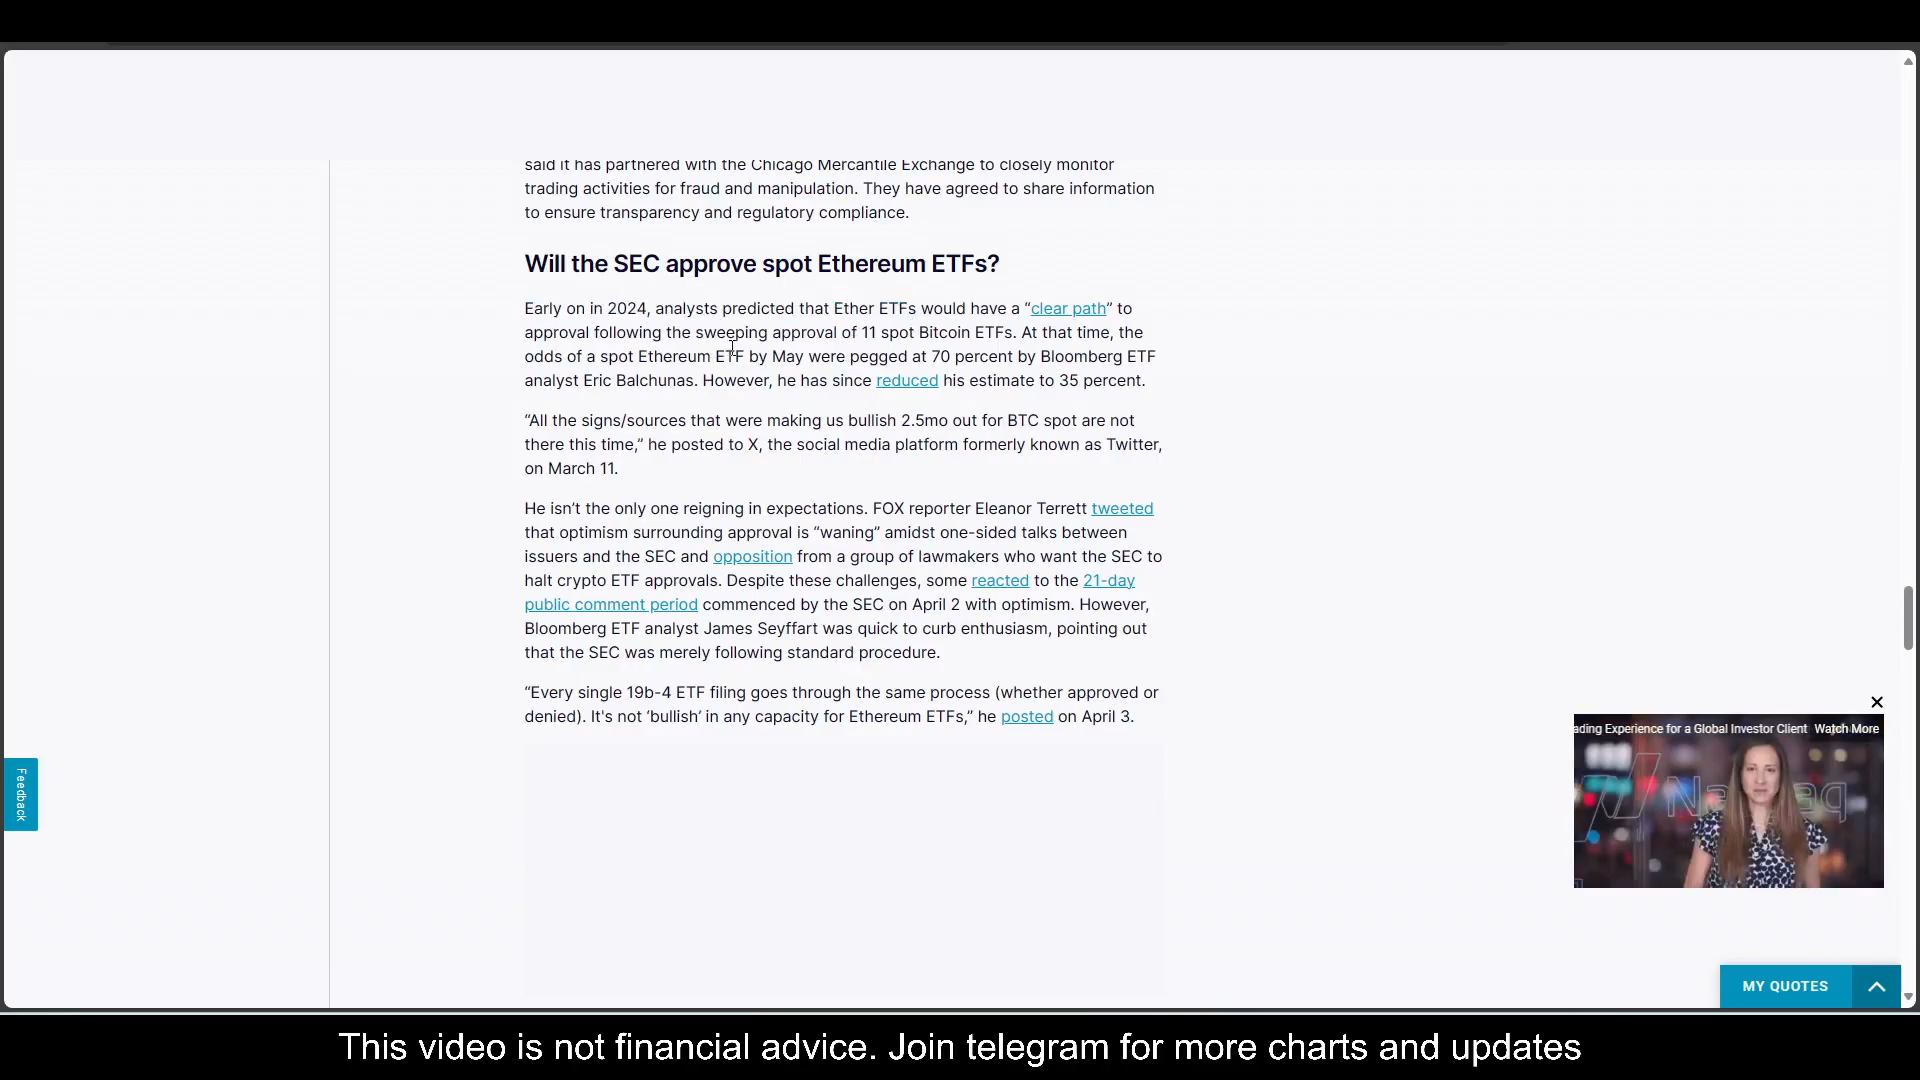 said it has partnered with the Chicago Mercantile Exchange to closely monitor
trading activities for fraud and manipulation. They have agreed to share information
to ensure transparency and regulatory compliance.
Will the SEC approve spot Ethereum ETFs?
Early on in 2024, analysts predicted that Ether ETFs would have a “clear path” to
approval following the sweeping approval of 11 spot Bitcoin ETFs. At that time, the
odds of a spot Ethereum ETF by May were pegged at 70 percent by Bloomberg ETF
analyst Eric Balchunas. However, he has since reduced his estimate to 35 percent.
“All the signs/sources that were making us bullish 2.5mo out for BTC spot are not
there this time,” he posted to X, the social media platform formerly known as Twitter,
on March 11.
He isn’t the only one reigning in expectations. FOX reporter Eleanor Terrett tweeted
that optimism surrounding approval is “waning” amidst one-sided talks between
issuers and the SEC and opposition from a group of lawmakers who want the SEC to
halt crypto ETF approvals. Despite these challenges, some reacted to the 21-day
public comment period commenced by the SEC on April 2 with optimism. However,
Bloomberg ETF analyst James Seyffart was quick to curb enthusiasm, pointing out
that the SEC was merely following standard procedure.
“Every single 19b-4 ETF filing goes through the same process (whether approved or
denied). It's not ‘bullish’ in any capacity for Ethereum ETFs,” he posted on April 3.
ading Experience for a Global Investor Client Watch More
Nasdaq
Feedback
MY QUOTES
This video is not financial advice. Join telegram for more charts and updates